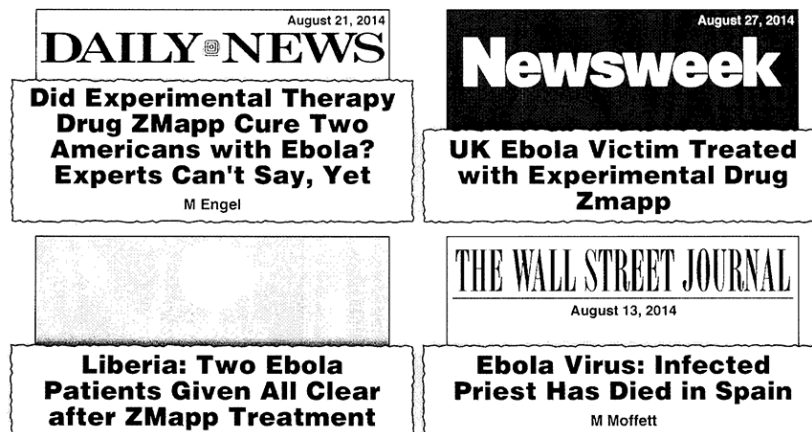 August 21, 2014
DAILY NEWS
Did Experimental Therapy
Drug ZMapp Cure Two
Americans with Ebola?
Experts Can't Say, Yet
M Engel
August 27, 2014
Newsweek
UK Ebola Victim Treated
with Experimental Drug
Zmapp
Liberia: Two Ebola
Patients Given All Clear
after ZMapp Treatment
THE WALL STREET JOURNAL
August 13, 2014
Ebola Virus: Infected
Priest Has Died in Spain
M Moffett